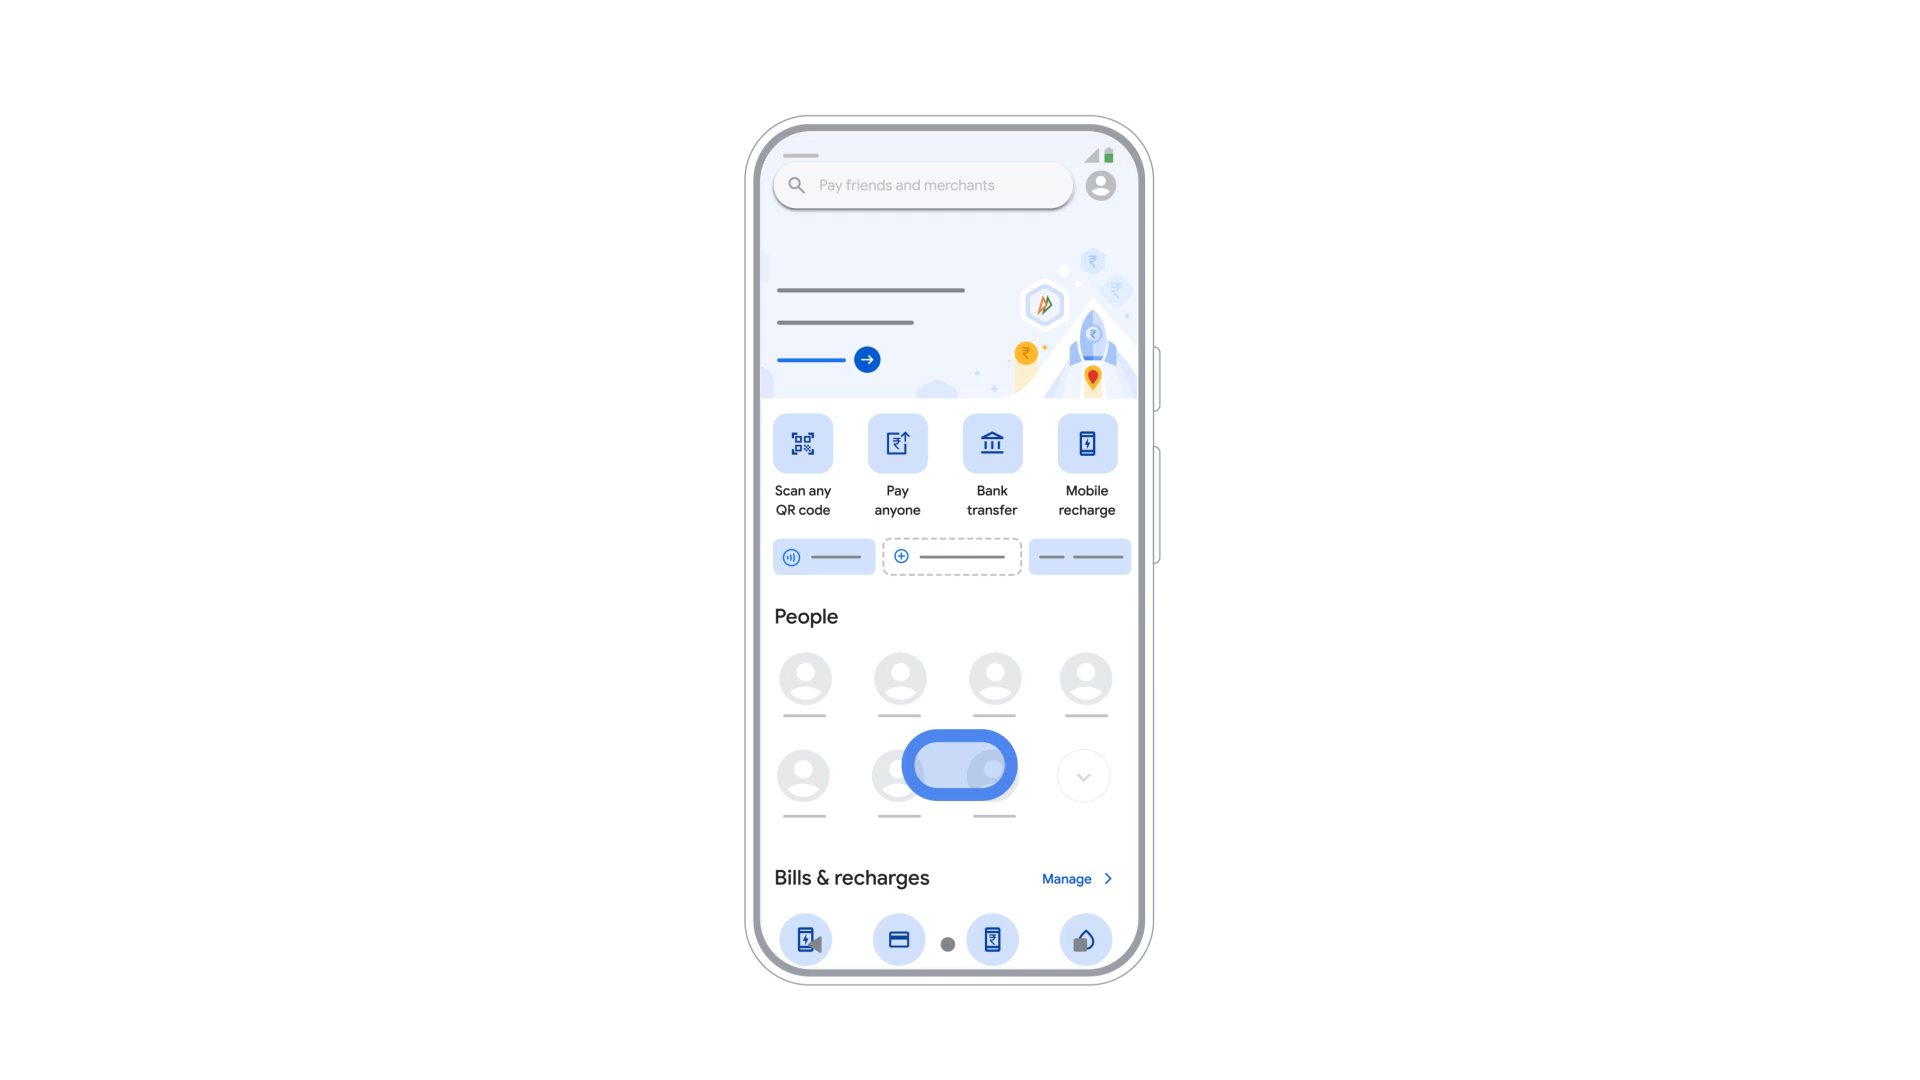 Pay friends and merchants
Scan any
QR code
Pay
anyone
Bank
transfer
Mobile
recharge
People
Bills & recharges
Manage